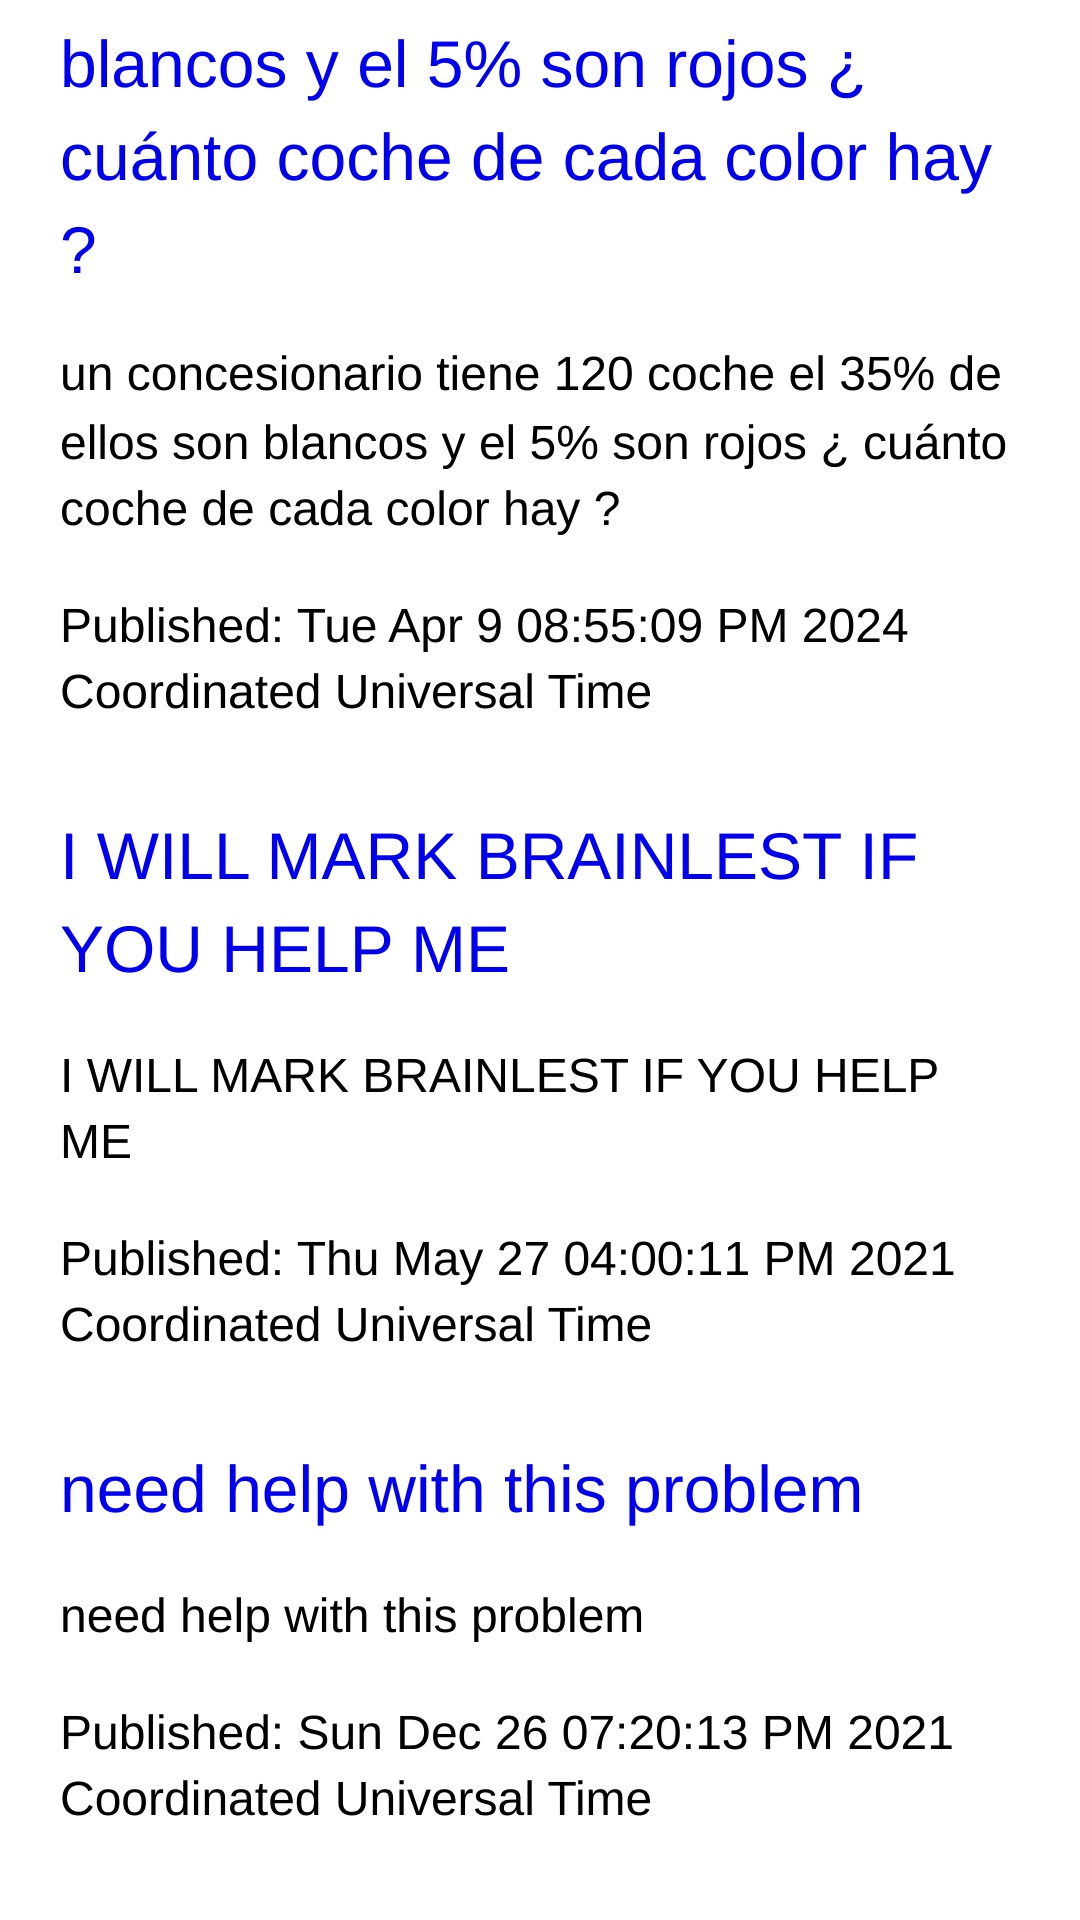 blancos y el 5% son rojos ¿
cuánto coche de cada color hay
?
un concesionario tiene 120 coche el 35% de
ellos son blancos y el 5% son rojos ¿ cuánto
coche de cada color hay ?
Published: Tue Apr 9 08:55:09 PM 2024
Coordinated Universal Time
I WILL MARK BRAINLEST IF
YOU HELP ME
I WILL MARK BRAINLEST IF YOU HELP
ME
Published: Thu May 27 04:00:11 PM 2021
Coordinated Universal Time
need help with this problem
need help with this problem
Published: Sun Dec 26 07:20:13 PM 2021
Coordinated Universal Time